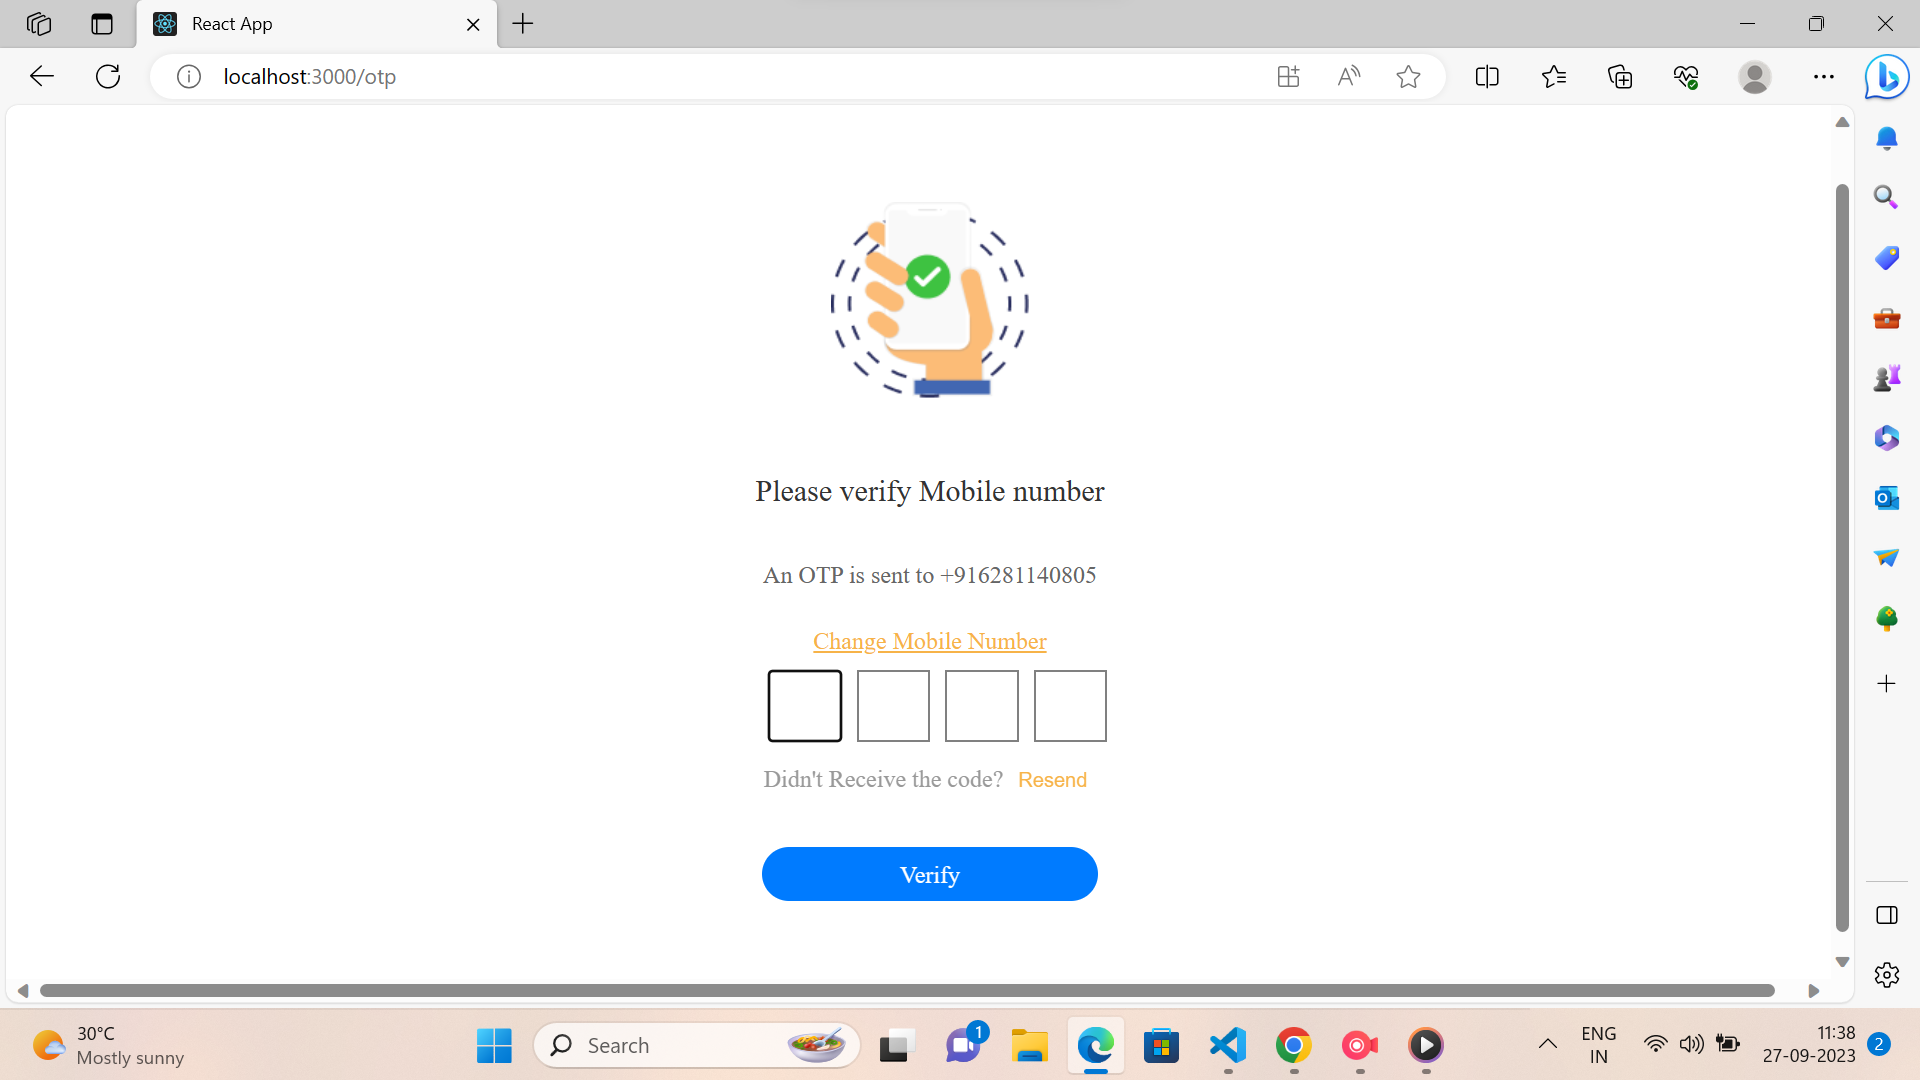 React App
localhost:3000/otp
Please verify Mobile number
An OTP is sent to +916281140805
Change Mobile Number
Didn't Receive the code? Resend
Verify
30°C
Mostly sunny
Search
1
ENG
IN
11:38
27-09-2023
2